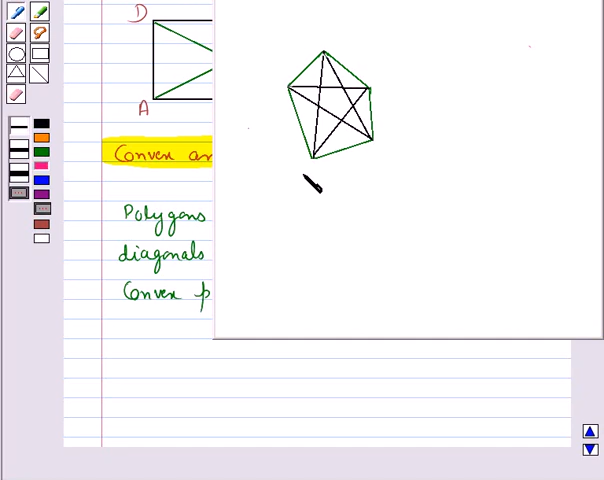 D
A
Convex an
Polygons
diagonals
Convex p